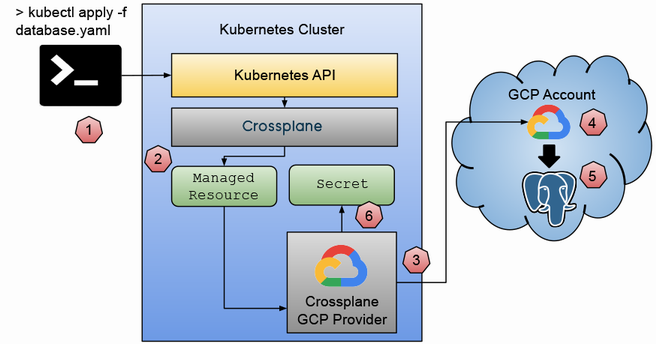 > kubectl apply -f
database.yaml
>_
1
Kubernetes Cluster
Kubernetes API
Crossplane
2
Managed
Resource
Secret
6
3
Crossplane
GCP Provider
GCP Account
4
5